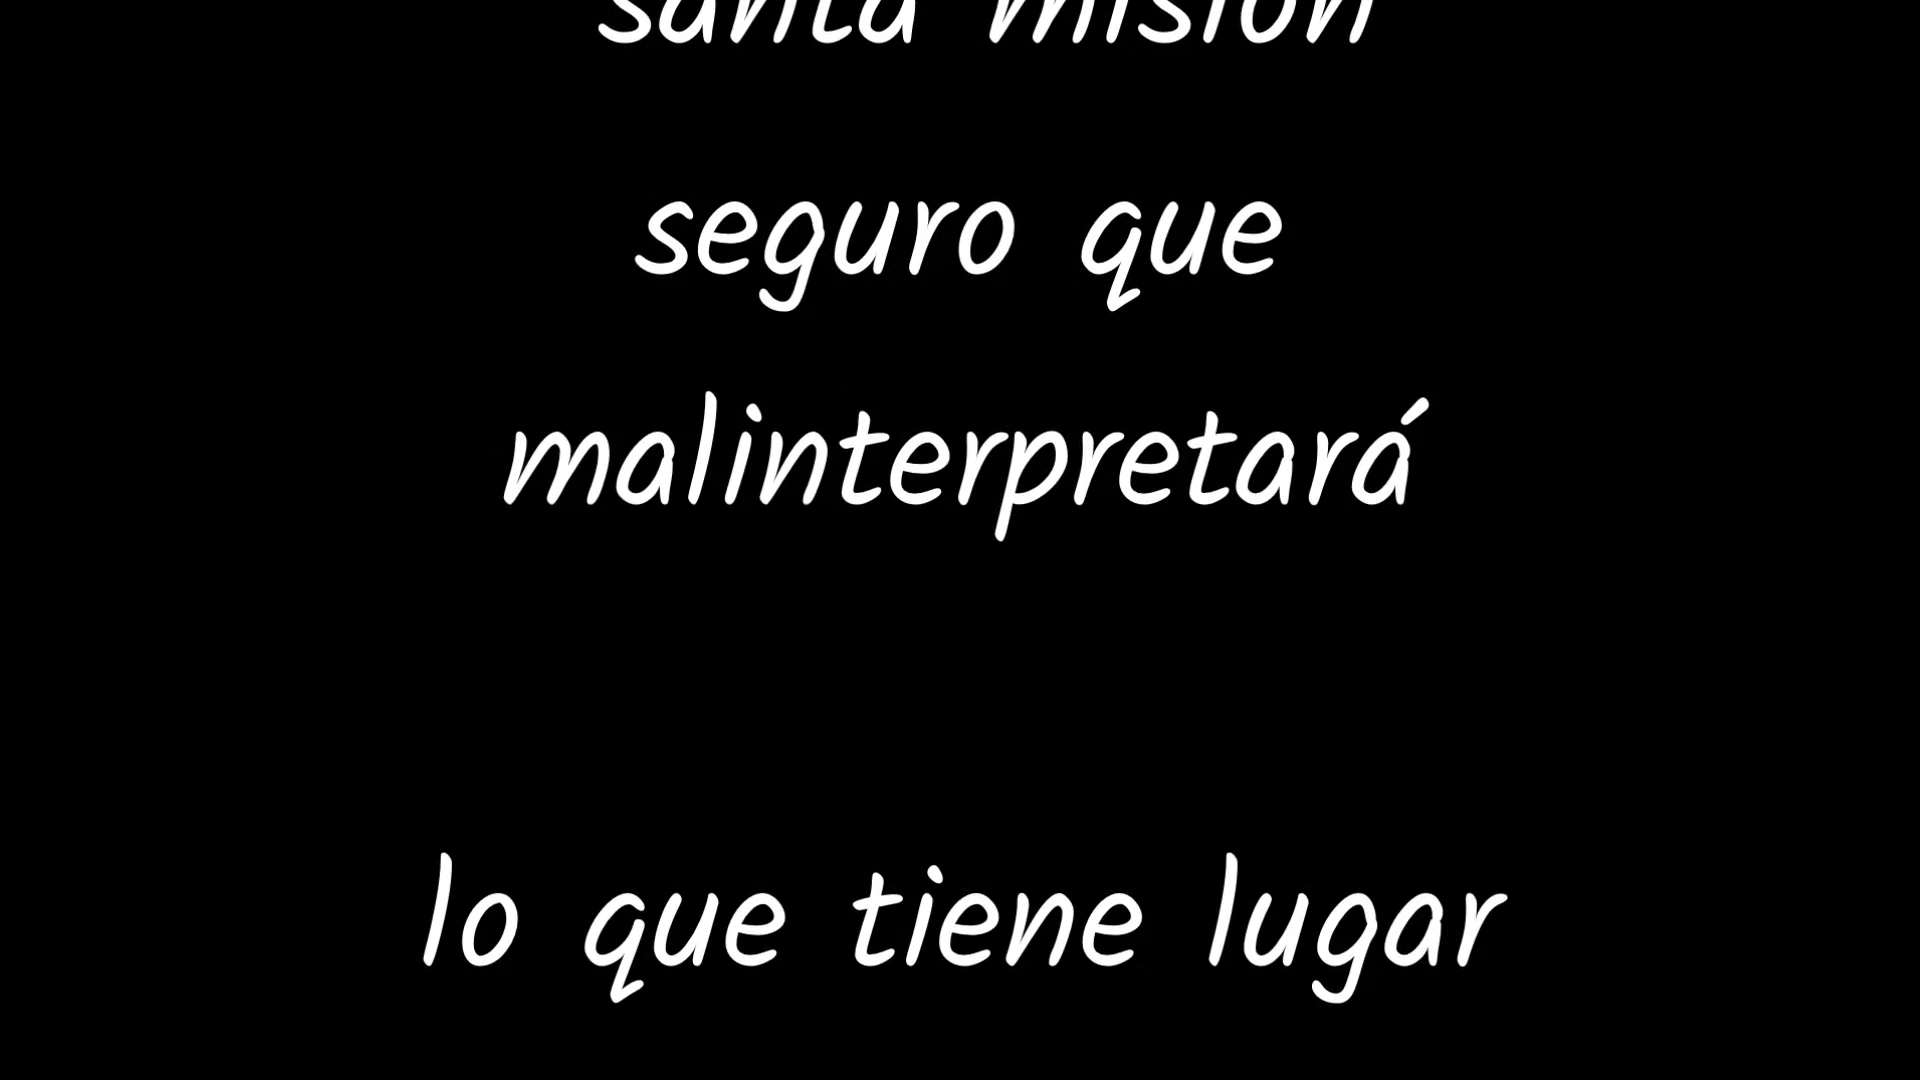 santa misión
seguro que
malinterpretará
lo que tiene lugar